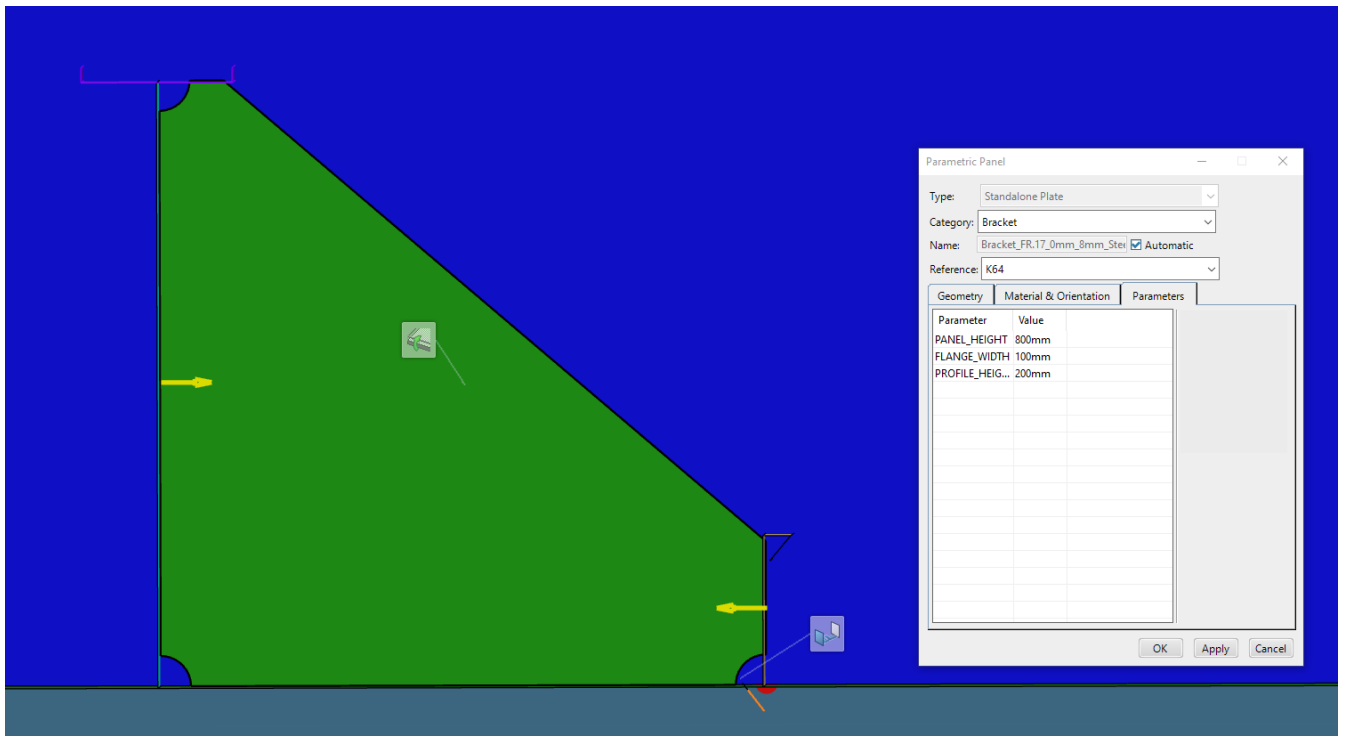 Parametric Panel
Type: Standalone Plate
Category: Bracket
Name: Bracket_FR.17_0mm_8mm_Stee Automatic
Reference: K64
Geometry Material & Orientation Parameters
Parameter Value
PANEL_HEIGHT 800mm
FLANGE_WIDTH 100mm
PROFILE_HEIG... 200mm
OK Apply Cancel